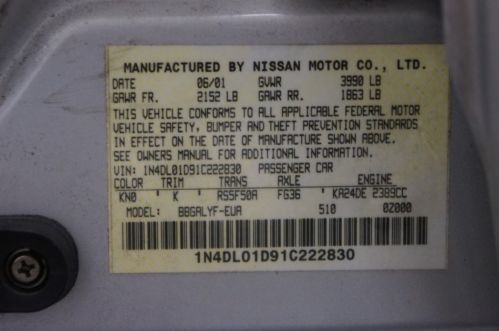 MANUFACTURED BY NISSAN MOTOR CO., LTD.
DATE 06/01 GVWR 3990 LB
GAWR FR. 2152 LB GAWR RR. 1863 LB
THIS VEHICLE CONFORMS TO ALL APPLICABLE FEDERAL MOTOR
VEHICLE SAFETY, BUMPER AND THEFT PREVENTION STANDARDS
IN EFFECT ON THE DATE OF MANUFACTURE SHOWN ABOVE.
SEE OWNERS MANUAL FOR ADDITIONAL INFORMATION.
VIN: 1N4DL01D91C222830 PASSENGER CAR
COLOR TRIM TRANS AXLE ENGINE
KN0 ' K ' RS5F50A FG36 ' KA24DE 2389CC
MODEL: BBGALYF-EUA 510 0Z000
1N4DL01D91C222830